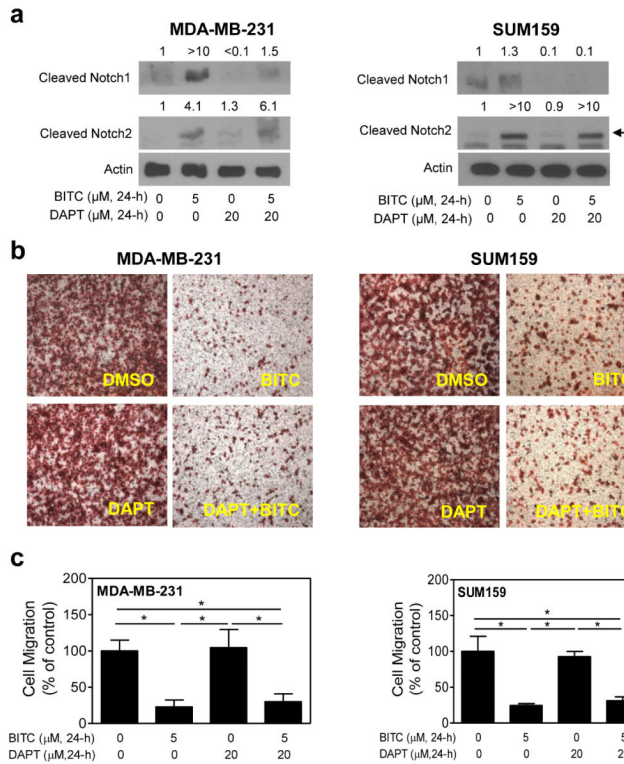 a
MDA-MB-231
SUM159
1 >10 <0.1 1.5
Cleaved Notch1
1 4.1 1.3 6.1
Cleaved Notch2
Actin
BITC (μM, 24-h) 0 5 0 5
DAPT (μM, 24-h) 0 0 20 20
1 1.3 0.1 0.1
Cleaved Notch1
1 >10 0.9 >10
Cleaved Notch2
Actin
BITC (μM, 24-h) 0 5 0 5
DAPT (μM, 24-h) 0 0 20 20
b
MDA-MB-231
SUM159
DMSO BITC
DAPT DAPT+BITC
DMSO BITC
DAPT DAPT+BITC
c
MDA-MB-231
Cell Migration
(% of control)
200
150
100
50
0
* * * *
BITC (μM, 24-h) 0 5 0 5
DAPT (μM,24-h) 0 0 20 20
SUM159
Cell Migration
(% of control)
200
150
100
50
0
* * * *
BITC (μM, 24-h) 0 5 0 5
DAPT (μM,24-h) 0 0 20